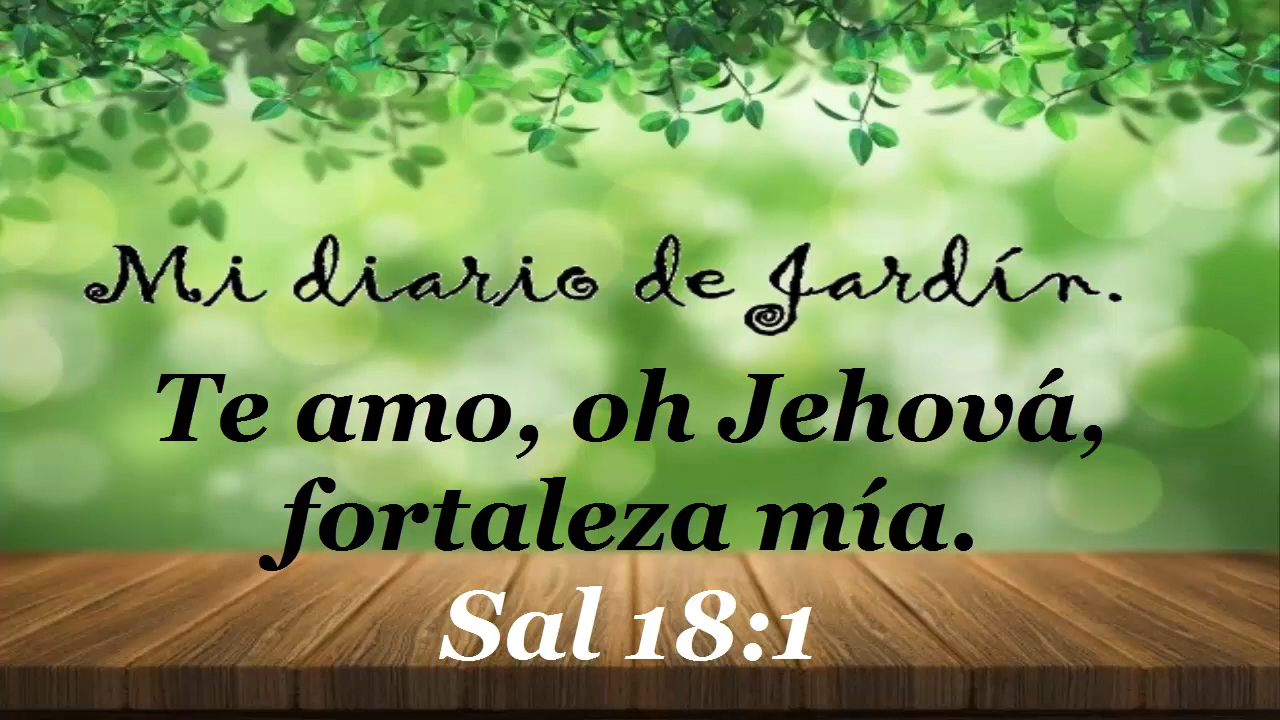 Mi diario de Jardín.
Te amo, oh Jehová,
fortaleza mía.
Sal 18:1